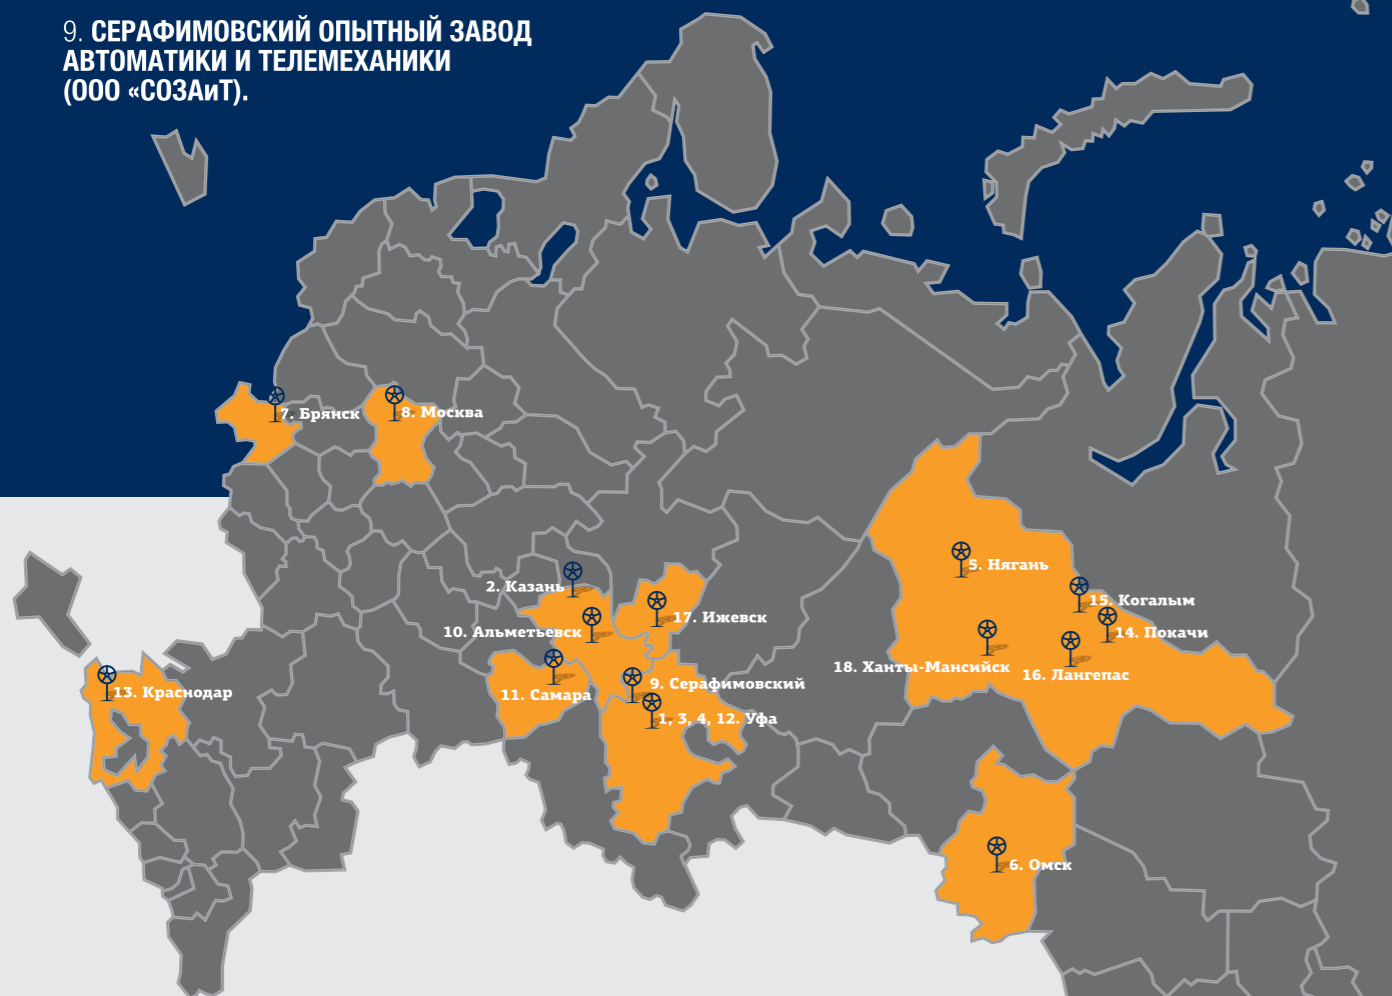 9. СЕРАФИМОВСКИЙ ОПЫТНЫЙ ЗАВОД
АВТОМАТИКИ И ТЕЛЕМЕХАНИКИ
(ООО «СОЗАиТ).
7. Брянск
8. Москва
5. Нягань
2. Казань
15. Когалым
17. Ижевск
10. Альметьевск
14. Покачи
18. Ханты-Мансийск
16. Лангепас
9. Серафимовский
13. Краснодар
11. Самара
1, 3, 4, 12. Уфа
6. Омск